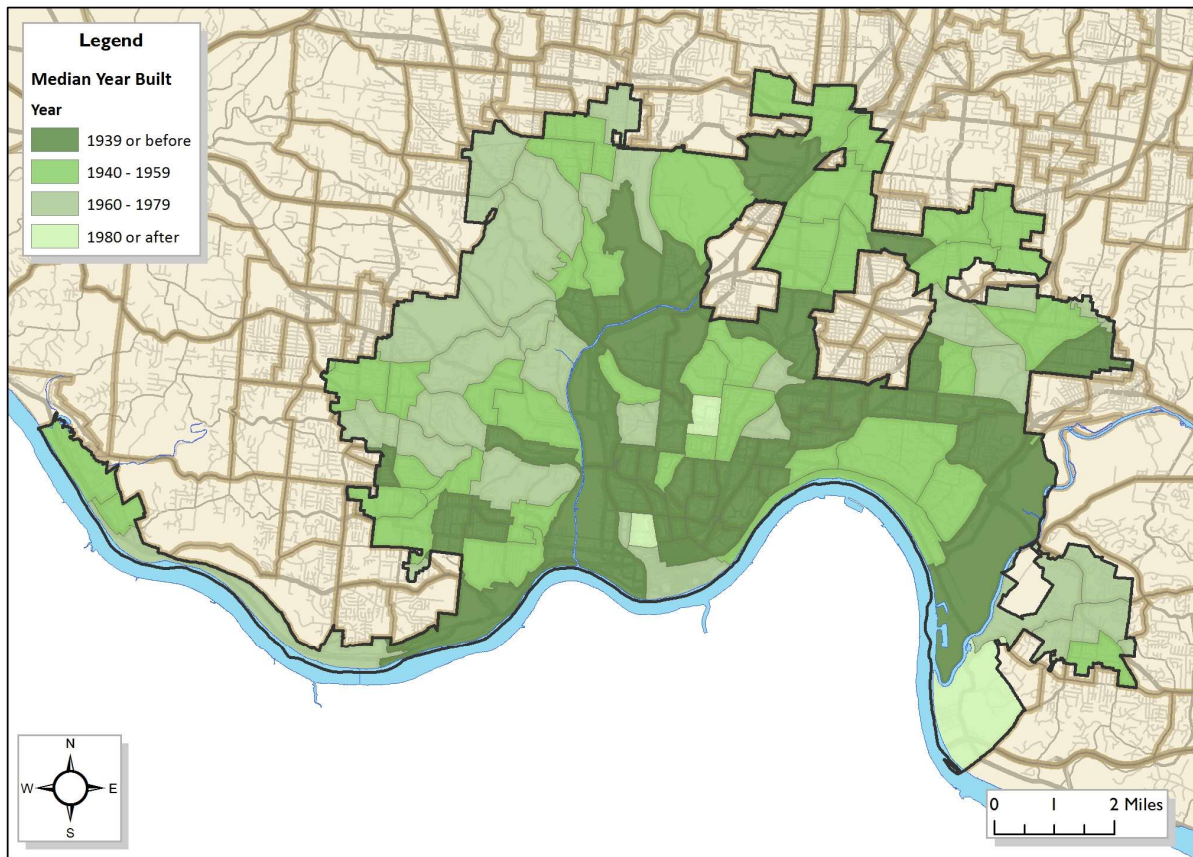 Legend
Median Year Built
Year
1939 or before
1940 - 1959
1960 - 1979
1980 or after
N
W E
S
0 1 2 Miles